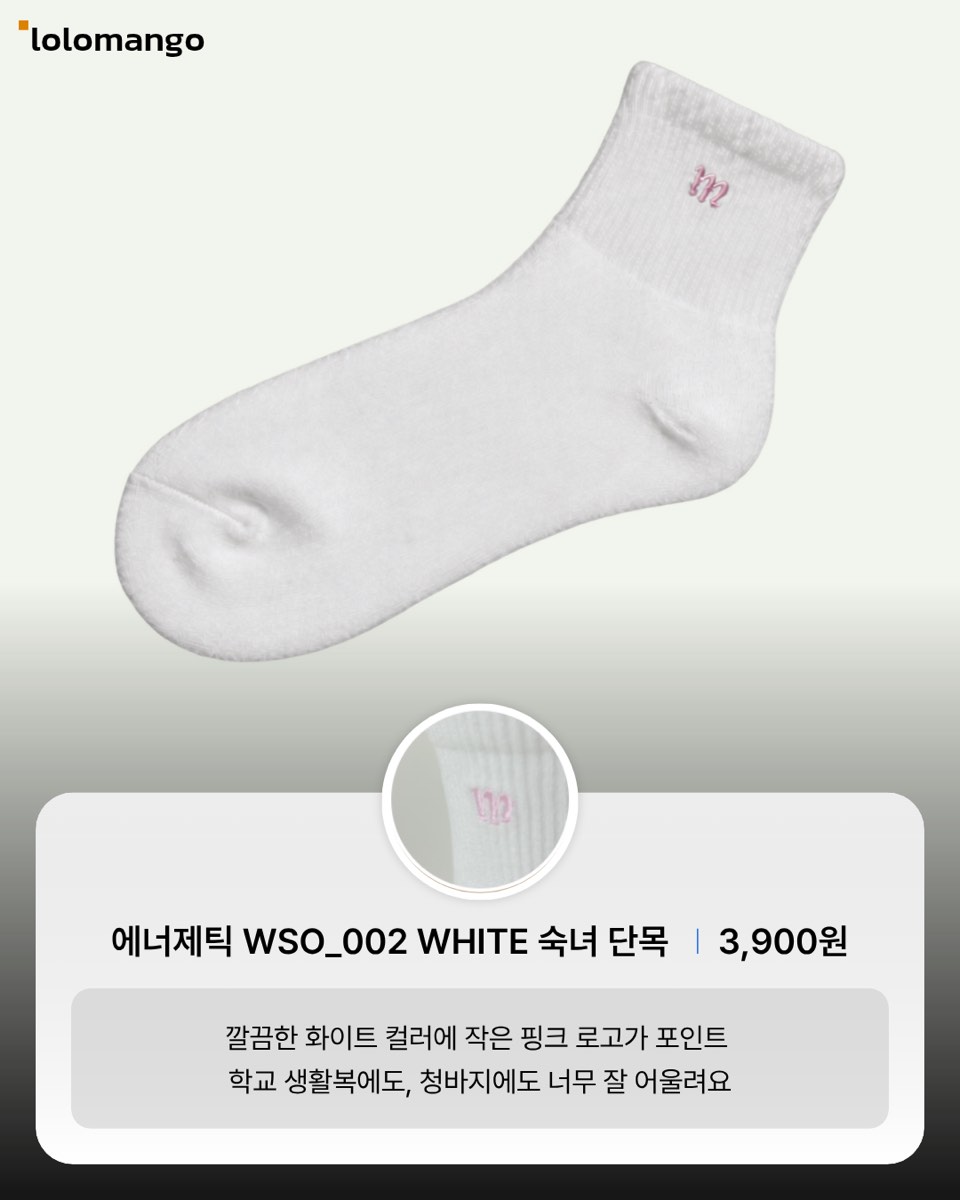 lolomango
m
m
에너제틱 WSO_002 WHITE 숙녀 단목 | 3,900원
깔끔한 화이트 컬러에 작은 핑크 로고가 포인트
학교 생활복에도, 청바지에도 너무 잘 어울려요